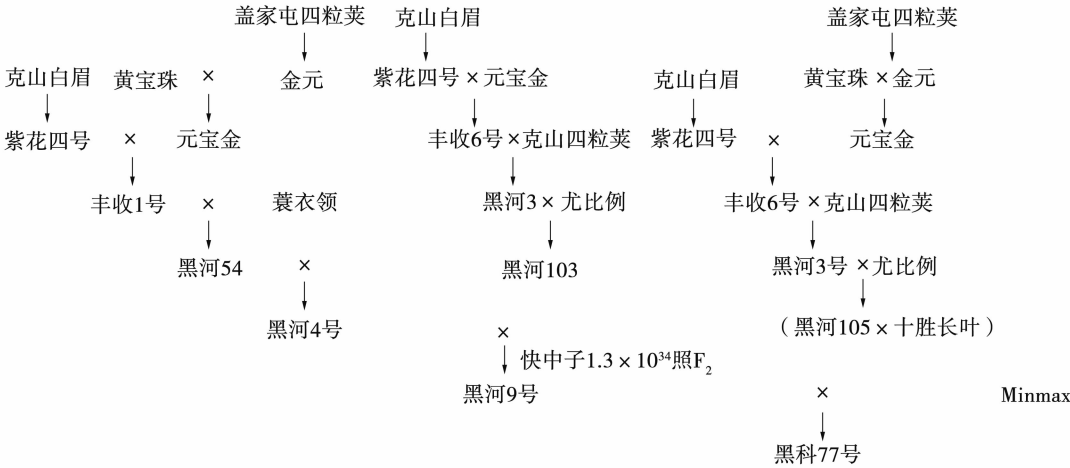 盖家屯四粒荚 克山白眉 盖家屯四粒荚
克山白眉 黄宝珠 × 金元 紫花四号×元宝金 克山白眉 黄宝珠×金元
紫花四号 × 元宝金 丰收6号×克山四粒荚 紫花四号 × 元宝金
丰收1号 × 蓑衣领 黑河3×尤比例 丰收6号×克山四粒荚
黑河54 × 黑河103 黑河3号×尤比例
黑河4号 × (黑河105×十胜长叶)
快中子1.3×10³⁴照F₂
黑河9号 × Minmax
黑科77号